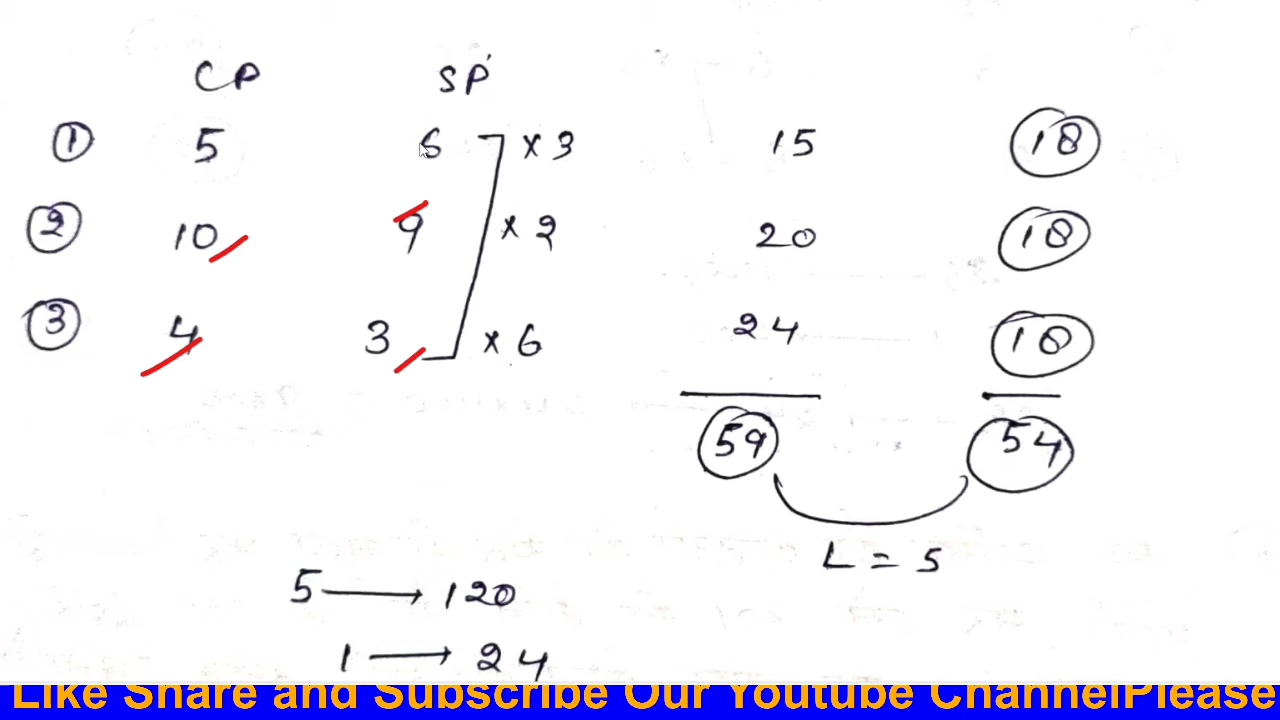 CP SP
① 5 6 × 3 15 18
② 10 9 × 2 20 18
③ 4 3 × 6 24 18
59 54
L = 5
5 → 120
1 → 24
Like Share and Subscribe Our Youtube ChannelPlease